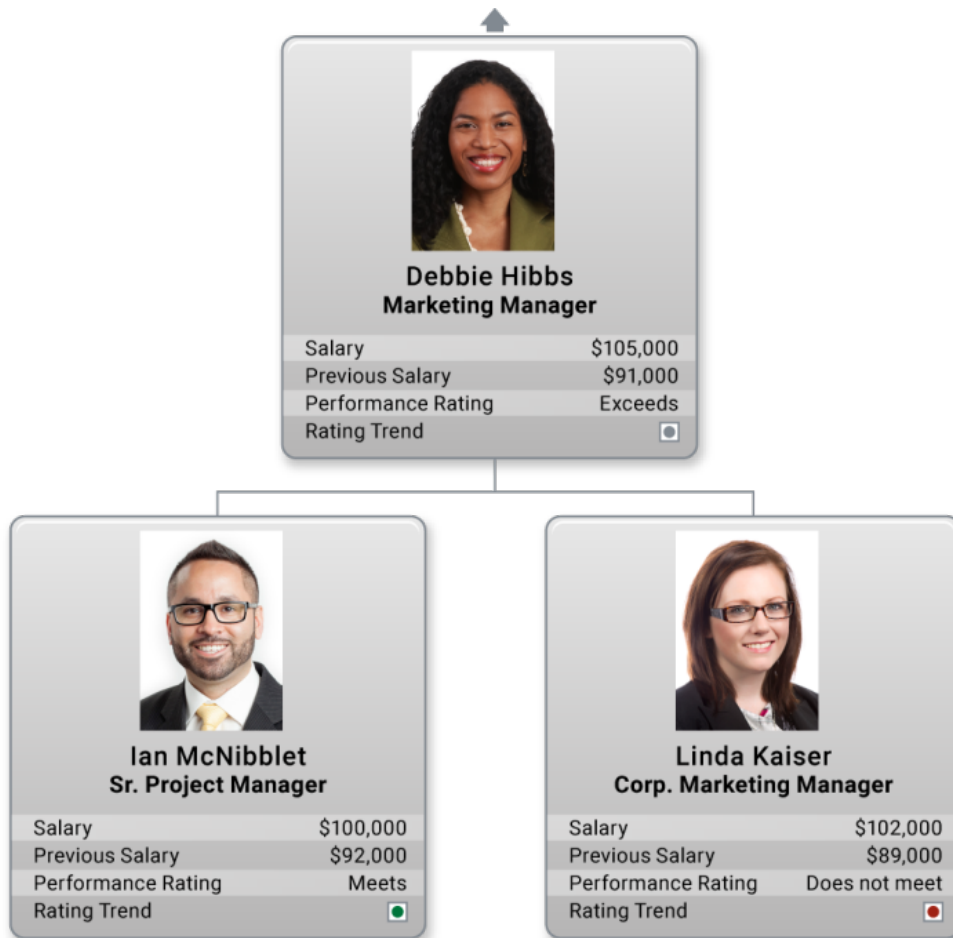 Debbie Hibbs
Marketing Manager
Salary $105,000
Previous Salary $91,000
Performance Rating Exceeds
Rating Trend
Ian McNibblet
Sr. Project Manager
Salary $100,000
Previous Salary $92,000
Performance Rating Meets
Rating Trend
Linda Kaiser
Corp. Marketing Manager
Salary $102,000
Previous Salary $89,000
Performance Rating Does not meet
Rating Trend